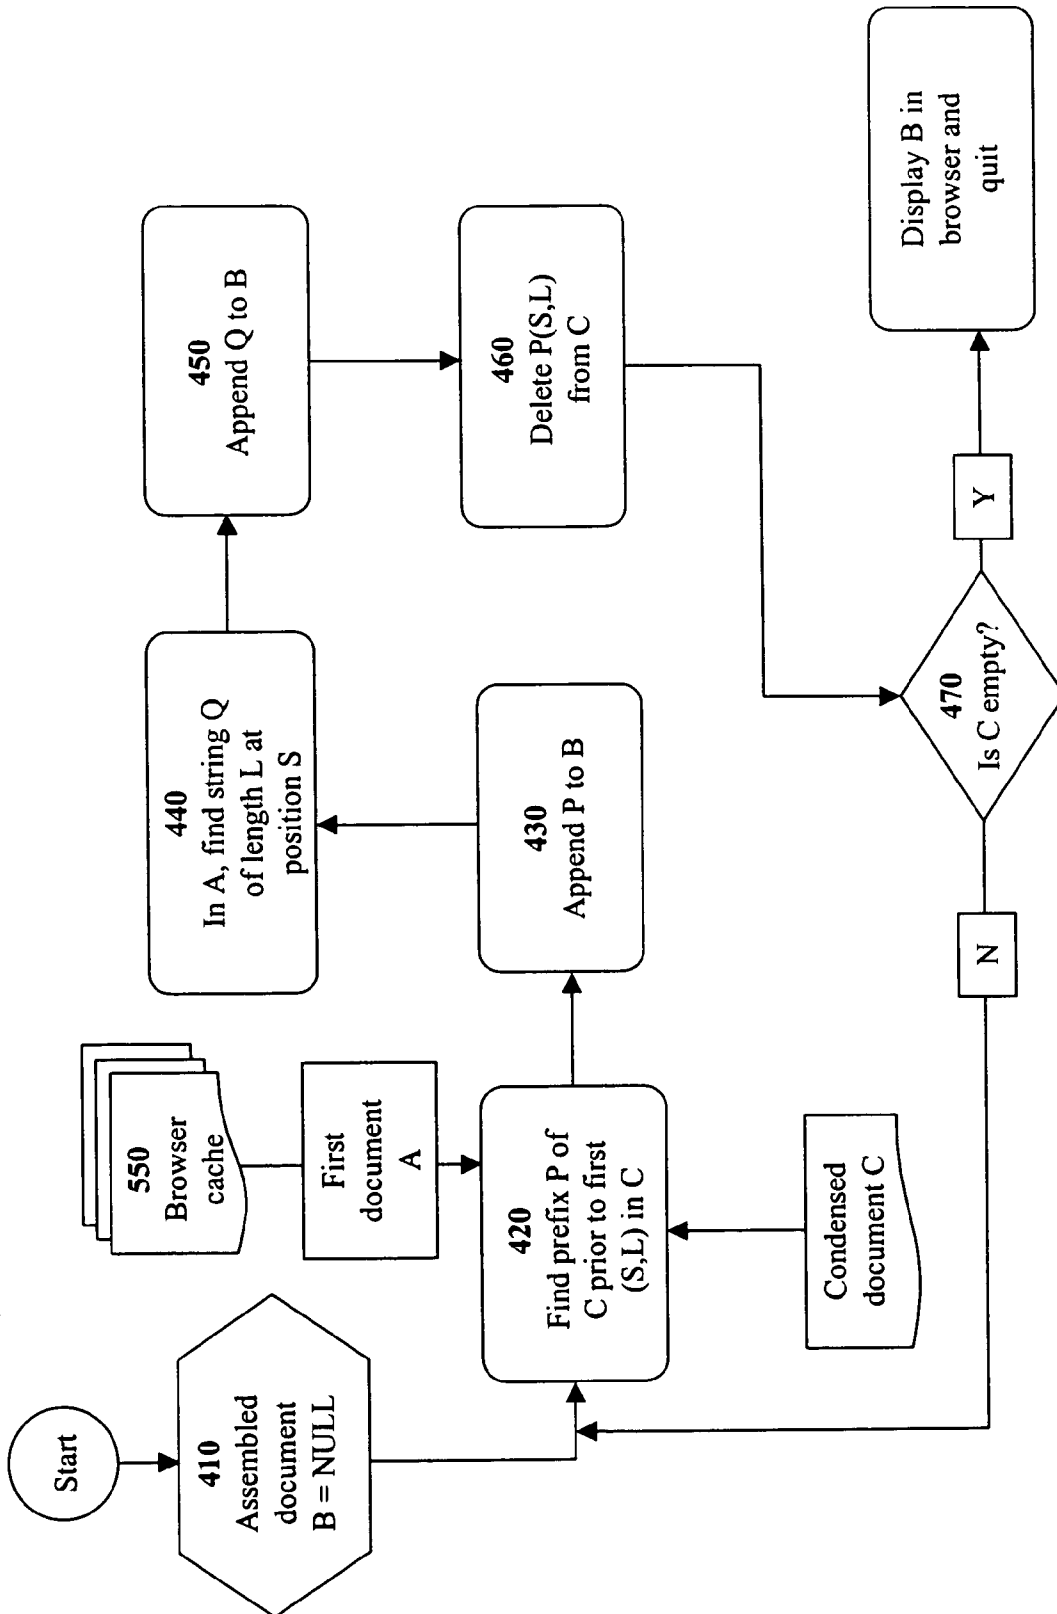 Start
410
Assembled
document
B = NULL
550
Browser
cache
First
document
A
420
Find prefix P of
C prior to first
(S,L) in C
Condensed
document C
430
Append P to B
440
In A, find string Q
of length L at
position S
450
Append Q to B
460
Delete P(S,L)
from C
470
Is C empty?
N
Y
Display B in
browser and
quit